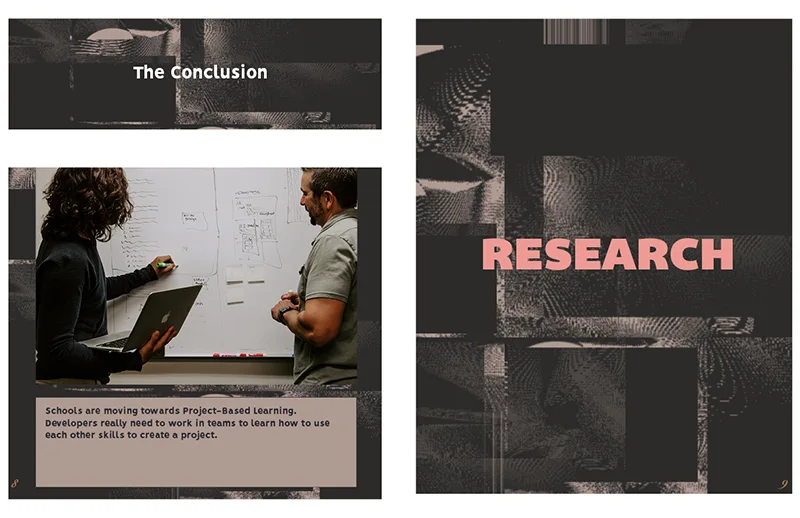 The Conclusion
Schools are moving towards Project-Based Learning.
Developers really need to work in teams to learn how to use
each other skills to create a project.
8
RESEARCH
9